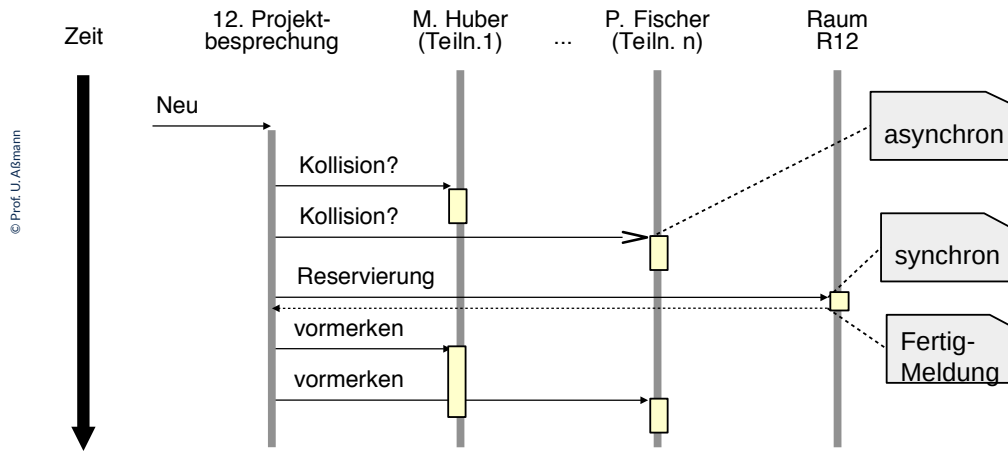 Zeit
12. Projekt-
besprechung
M. Huber
(Teiln.1)
...
P. Fischer
(Teiln. n)
Raum
R12
Neu
asynchron
Kollision?
Kollision?
synchron
Reservierung
vormerken
Fertig-
Meldung
vormerken
© Prof. U. Aßmann